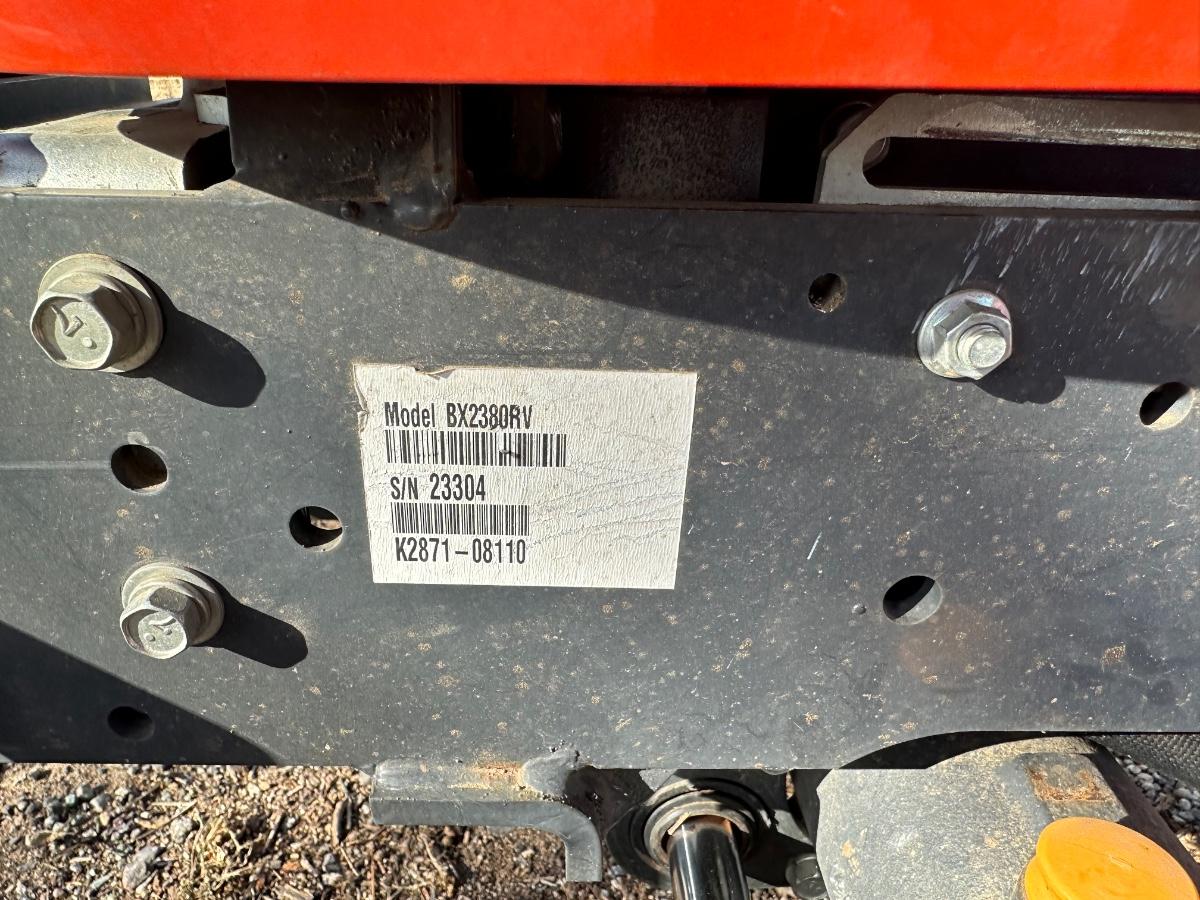 Model BX2380RV
S/N 23304
K2871-08110